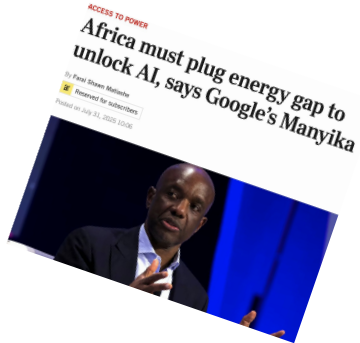 ACCESS TO POWER
Africa must plug energy gap to
unlock AI, says Google's Manyika
By Farai Shawn Matiashe
Reserved for subscribers
Posted on July 31, 2025 10:06